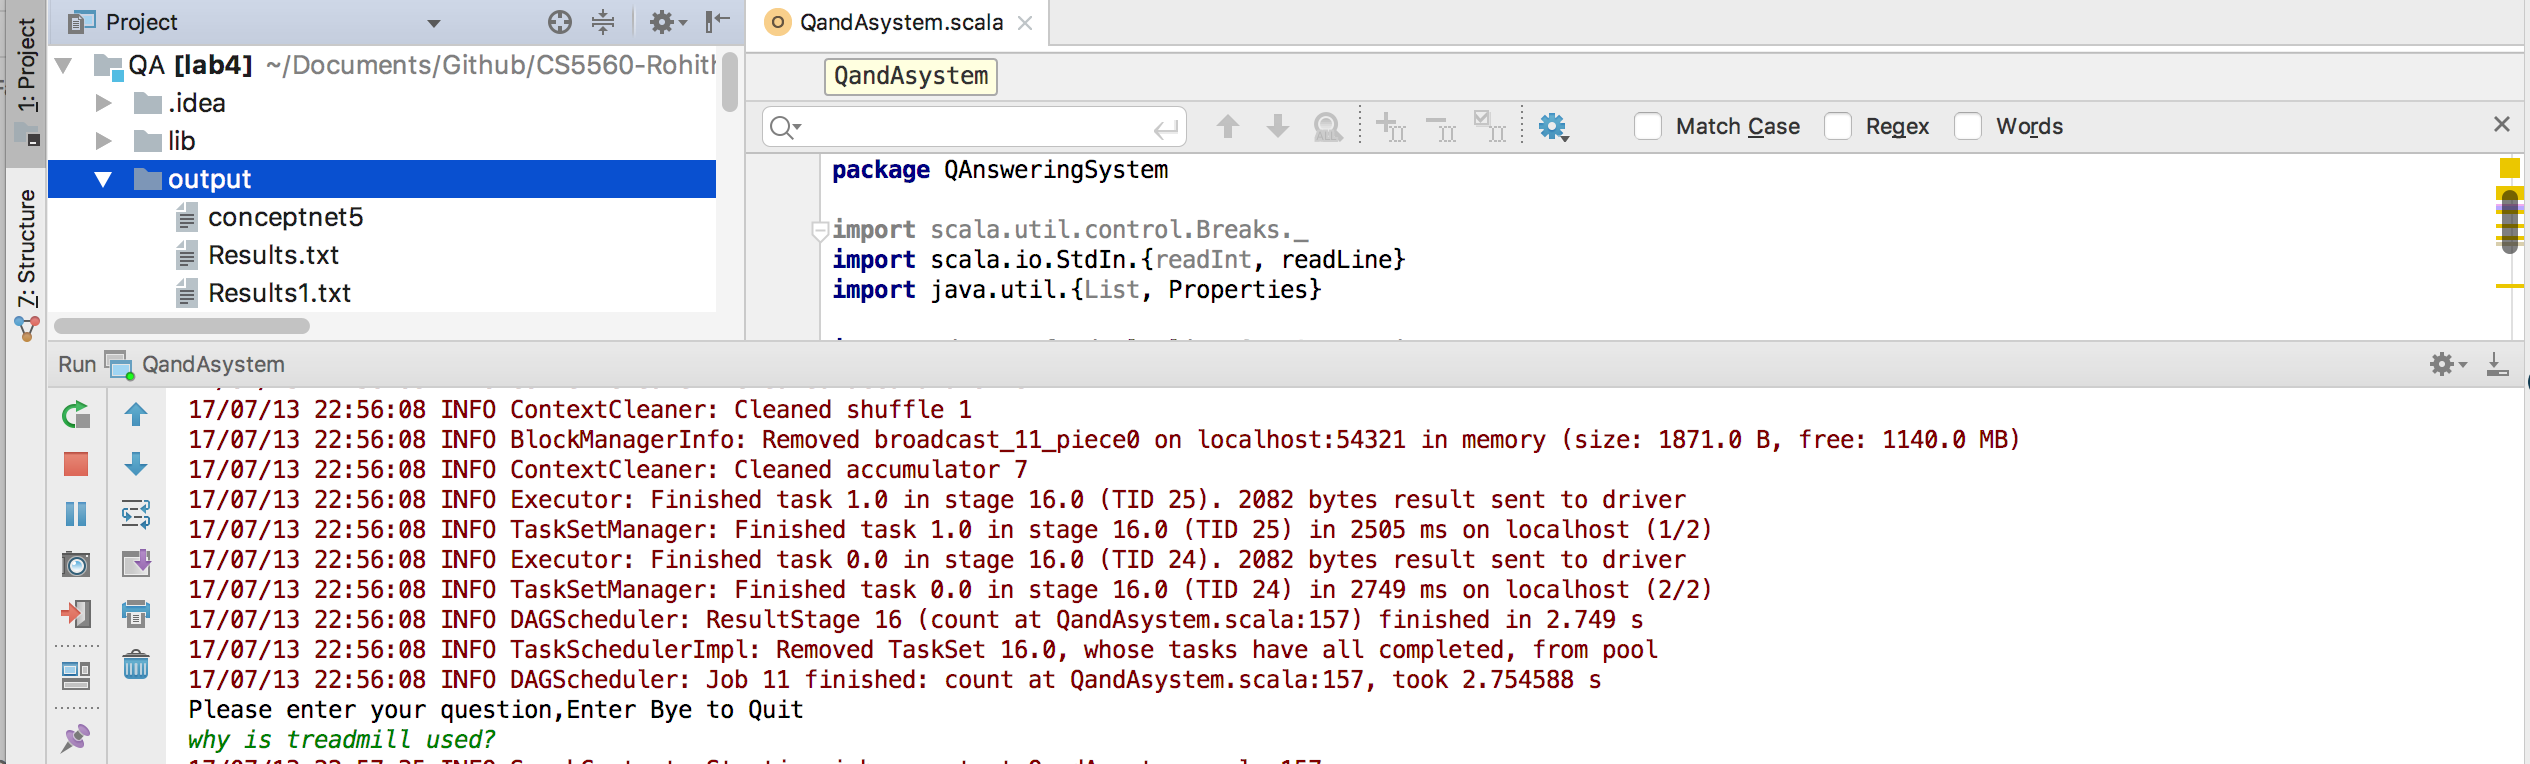 1: Project
7: Structure
Project
QA [lab4] ~/Documents/Github/CS5560-Rohith
.idea
lib
output
conceptnet5
Results.txt
Results1.txt
QandAsystem.scala
QandAsystem
Match Case Regex Words
package QAnsweringSystem
import scala.util.control.Breaks._
import scala.io.StdIn.{readInt, readLine}
import java.util.{List, Properties}
Run QandAsystem
17/07/13 22:56:08 INFO ContextCleaner: Cleaned shuffle 1
17/07/13 22:56:08 INFO BlockManagerInfo: Removed broadcast_11_piece0 on localhost:54321 in memory (size: 1871.0 B, free: 1140.0 MB)
17/07/13 22:56:08 INFO ContextCleaner: Cleaned accumulator 7
17/07/13 22:56:08 INFO Executor: Finished task 1.0 in stage 16.0 (TID 25). 2082 bytes result sent to driver
17/07/13 22:56:08 INFO TaskSetManager: Finished task 1.0 in stage 16.0 (TID 25) in 2505 ms on localhost (1/2)
17/07/13 22:56:08 INFO Executor: Finished task 0.0 in stage 16.0 (TID 24). 2082 bytes result sent to driver
17/07/13 22:56:08 INFO TaskSetManager: Finished task 0.0 in stage 16.0 (TID 24) in 2749 ms on localhost (2/2)
17/07/13 22:56:08 INFO DAGScheduler: ResultStage 16 (count at QandAsystem.scala:157) finished in 2.749 s
17/07/13 22:56:08 INFO TaskSchedulerImpl: Removed TaskSet 16.0, whose tasks have all completed, from pool
17/07/13 22:56:08 INFO DAGScheduler: Job 11 finished: count at QandAsystem.scala:157, took 2.754588 s
Please enter your question,Enter Bye to Quit
why is treadmill used?